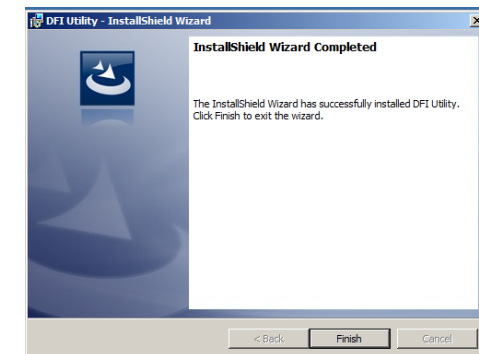 DFI Utility - InstallShield Wizard
InstallShield Wizard Completed
The InstallShield Wizard has successfully installed DFI Utility.
Click Finish to exit the wizard.
< Back Finish Cancel